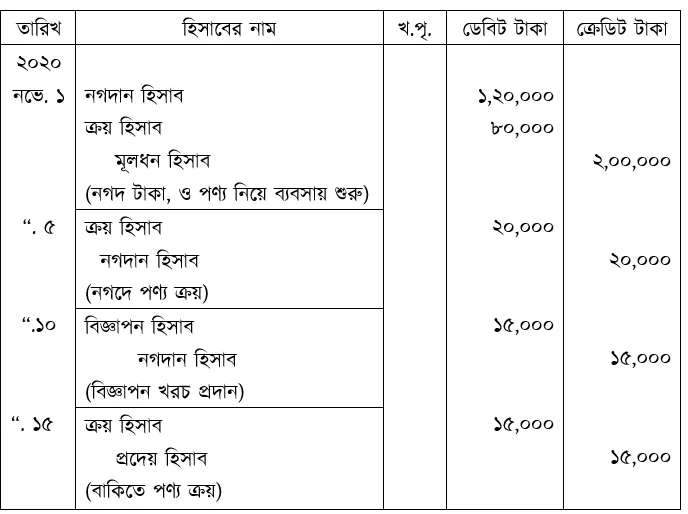 তারিখ হিসাবের নাম খ.পৃ. ডেবিট টাকা ক্রেডিট টাকা
২০২০
নভে. ১ নগদান হিসাব ১,২০,০০০
ক্রয় হিসাব ৮০,০০০
মূলধন হিসাব ২,০০,০০০
(নগদ টাকা, ও পণ্য নিয়ে ব্যবসায় শুরু)
“. ৫ ক্রয় হিসাব ২০,০০০
নগদান হিসাব ২০,০০০
(নগদে পণ্য ক্রয়)
“.১০ বিজ্ঞাপন হিসাব ১৫,০০০
নগদান হিসাব ১৫,০০০
(বিজ্ঞাপন খরচ প্রদান)
“. ১৫ ক্রয় হিসাব ১৫,০০০
প্রদেয় হিসাব ১৫,০০০
(বাকিতে পণ্য ক্রয়)